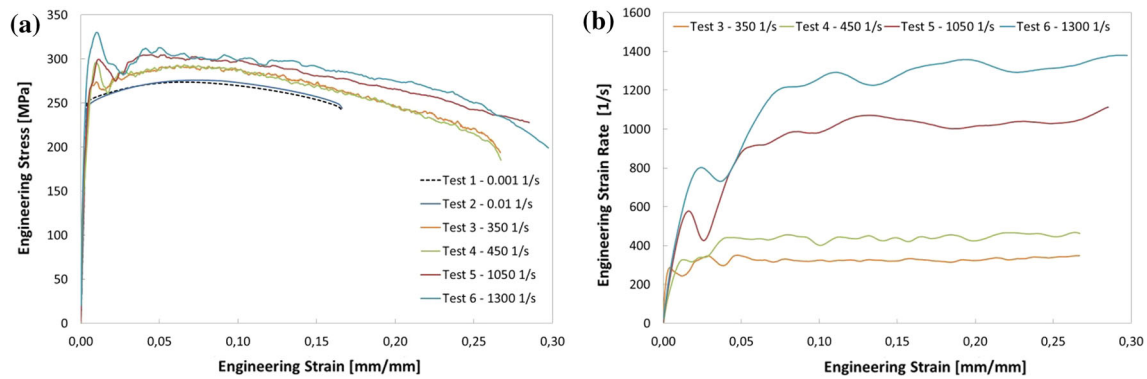 (a)
Engineering Stress [MPa]
350
300
250
200
150
100
50
0
Test 1 - 0.001 1/s
Test 2 - 0.01 1/s
Test 3 - 350 1/s
Test 4 - 450 1/s
Test 5 - 1050 1/s
Test 6 - 1300 1/s
0,00 0,05 0,10 0,15 0,20 0,25 0,30
Engineering Strain [mm/mm]
(b)
Engineering Strain Rate [1/s]
1600
1400
1200
1000
800
600
400
200
0
Test 3 - 350 1/s Test 4 - 450 1/s Test 5 - 1050 1/s Test 6 - 1300 1/s
0,00 0,05 0,10 0,15 0,20 0,25 0,30
Engineering Strain [mm/mm]